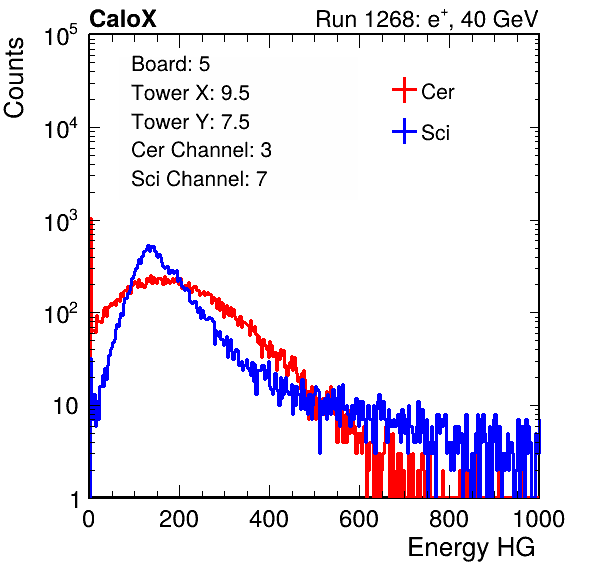 CaloX Run 1268: e⁺, 40 GeV
Counts
10⁵
10⁴
10³
10²
10
1
Board: 5
Tower X: 9.5
Tower Y: 7.5
Cer Channel: 3
Sci Channel: 7
Cer
Sci
0 200 400 600 800 1000
Energy HG